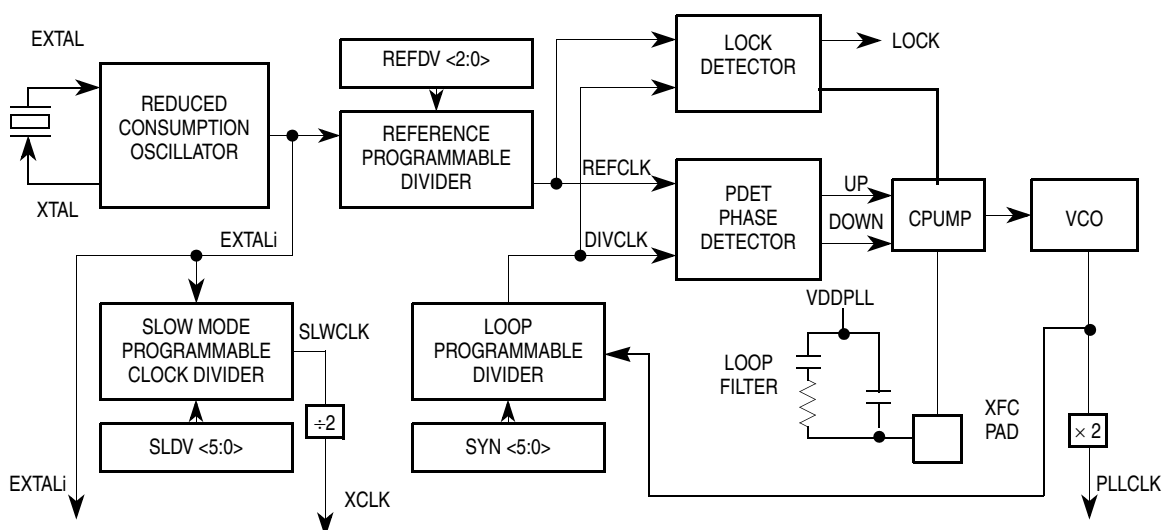 EXTAL
REDUCED
CONSUMPTION
OSCILLATOR
XTAL
REFDV <2:0>
REFERENCE
PROGRAMMABLE
DIVIDER
LOCK
DETECTOR
LOCK
REFCLK
PDET
PHASE
DETECTOR
UP
DOWN
CPUMP
VCO
EXTALi
DIVCLK
SLOW MODE
PROGRAMMABLE
CLOCK DIVIDER
SLWCLK
÷2
LOOP
PROGRAMMABLE
DIVIDER
VDDPLL
LOOP
FILTER
XFC
PAD
× 2
SLDV <5:0>
SYN <5:0>
EXTALi
XCLK
PLLCLK